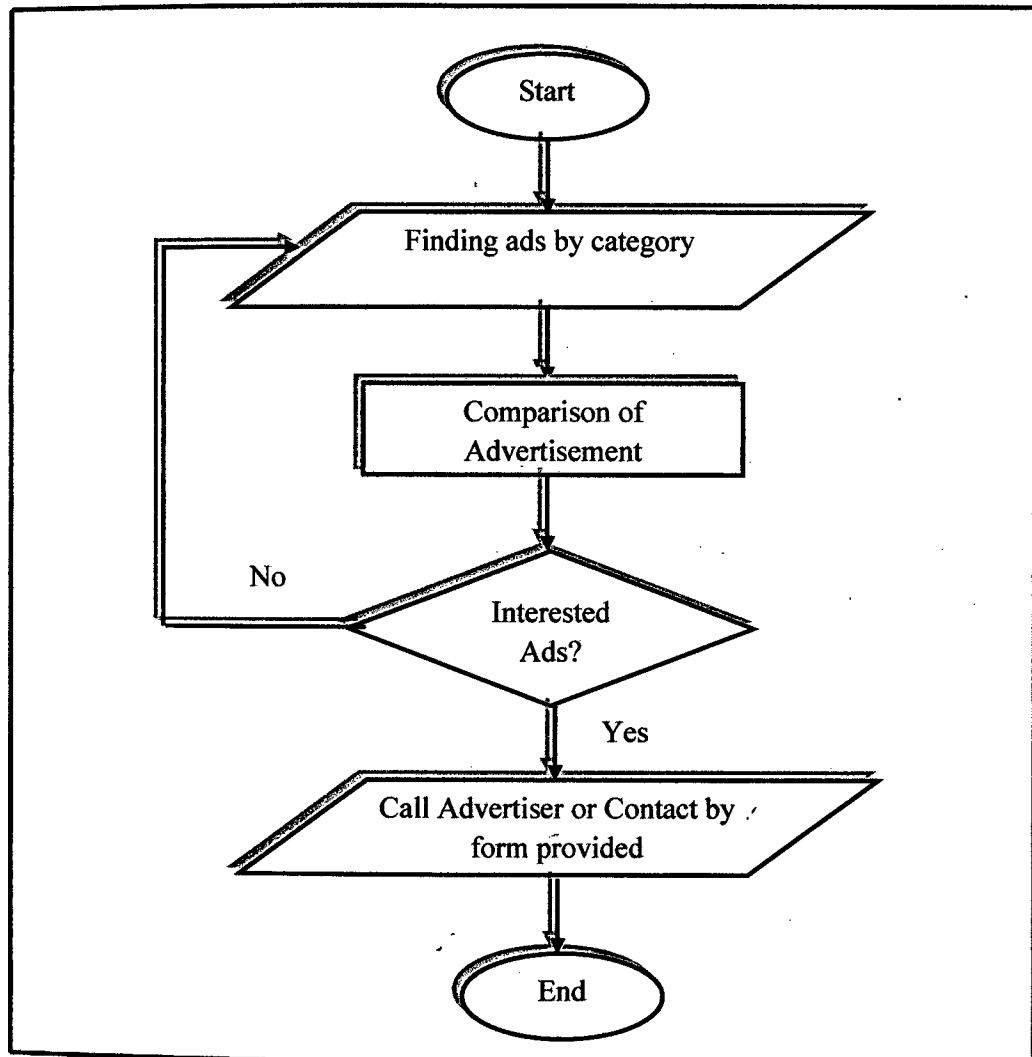 Start
Finding ads by category
Comparison of
Advertisement
No
Interested
Ads?
Yes
Call Advertiser or Contact by
form provided
End